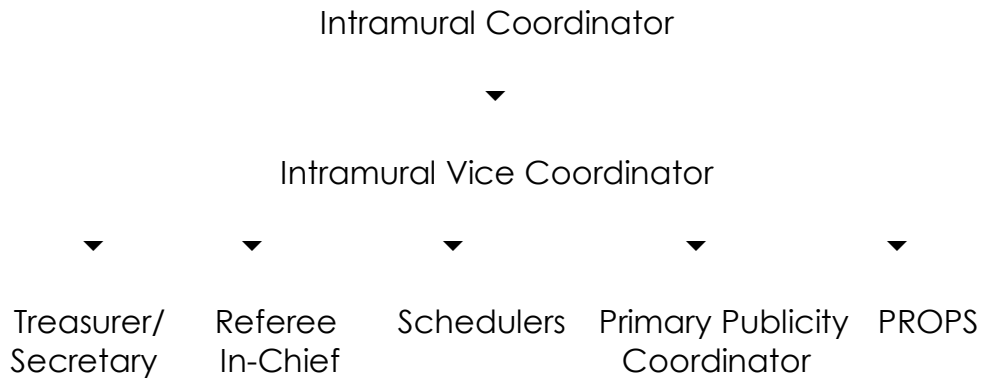 Intramural Coordinator
Intramural Vice Coordinator
Treasurer/ Referee Schedulers Primary Publicity PROPS
Secretary In-Chief Coordinator